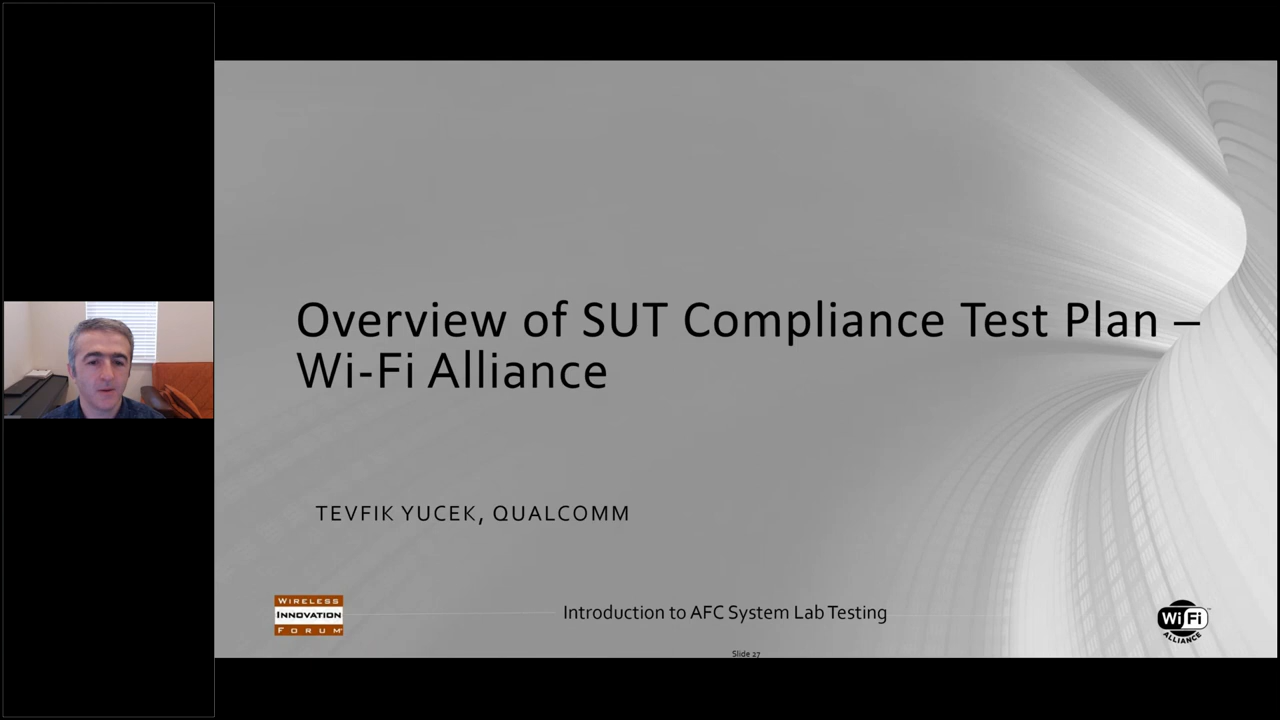 Overview of SUT Compliance Test Plan –
Wi-Fi Alliance
TEVFIK YUCEK, QUALCOMM
WIRELESS
INNOVATION
FORUM
Introduction to AFC System Lab Testing
Wi Fi
ALLIANCE
Slide 27